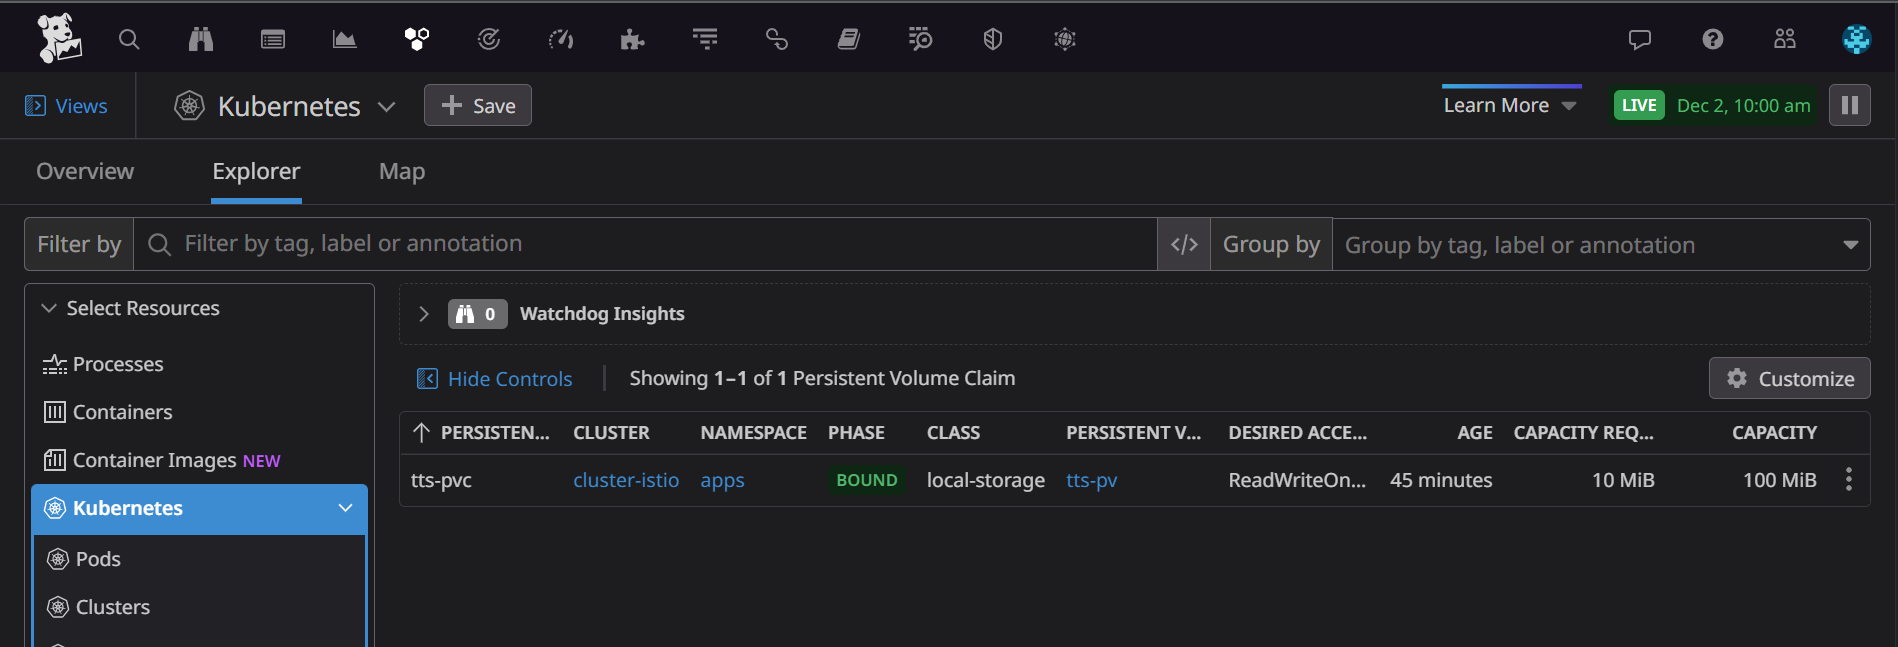 Views
Kubernetes
Save
Learn More
LIVE Dec 2, 10:00 am
Overview Explorer Map
Filter by Filter by tag, label or annotation </> Group by Group by tag, label or annotation
Select Resources
Processes
Containers
Container Images NEW
Kubernetes
Pods
Clusters
0 Watchdog Insights
Hide Controls Showing 1–1 of 1 Persistent Volume Claim Customize
PERSISTEN... CLUSTER NAMESPACE PHASE CLASS PERSISTENT V... DESIRED ACCE... AGE CAPACITY REQ... CAPACITY
tts-pvc cluster-istio apps BOUND local-storage tts-pv ReadWriteOn... 45 minutes 10 MiB 100 MiB